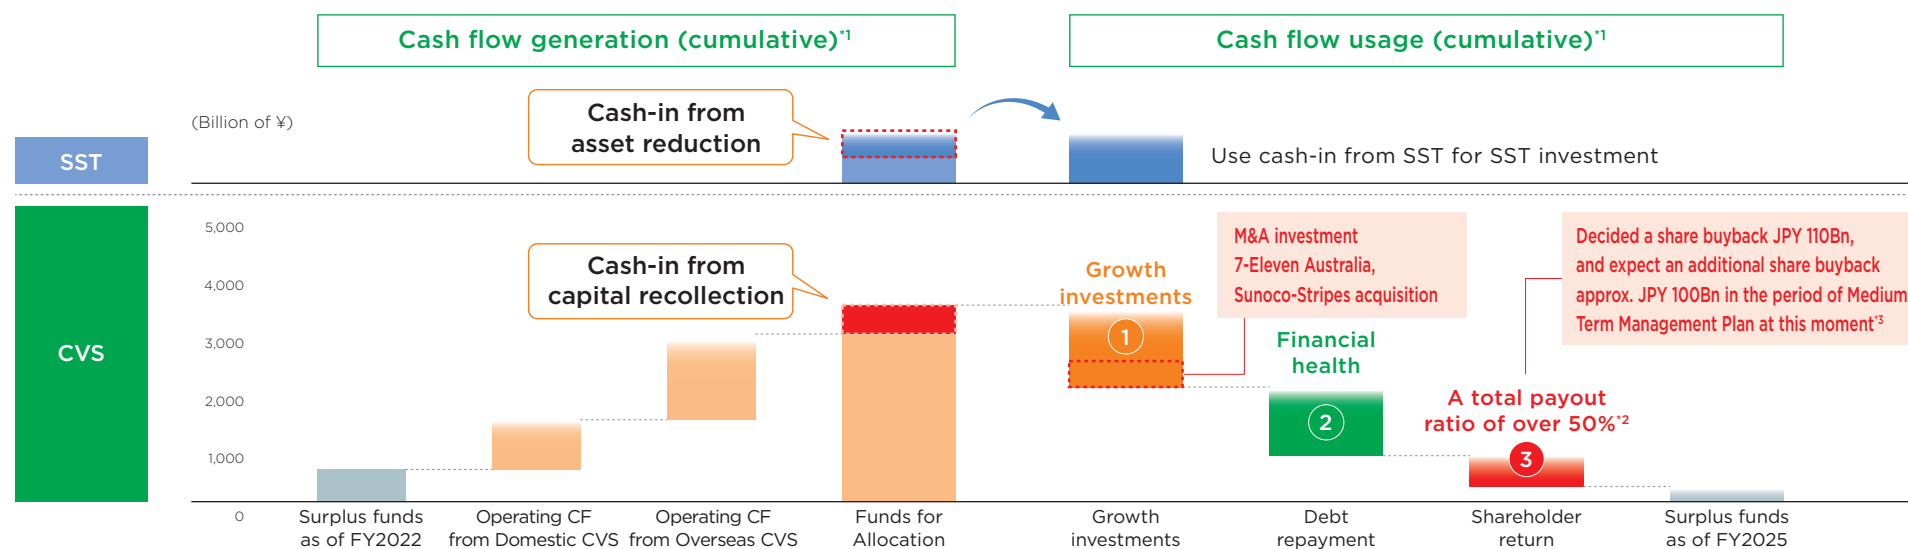 Cash flow generation (cumulative)*1
Cash flow usage (cumulative)*1
(Billion of ¥)
Cash-in from
asset reduction
SST
Use cash-in from SST for SST investment
CVS
5,000
4,000
3,000
2,000
1,000
0
Cash-in from
capital recollection
Growth
investments
1
M&A investment
7-Eleven Australia,
Sunoco-Stripes acquisition
Financial
health
2
Decided a share buyback JPY 110Bn,
and expect an additional share buyback
approx. JPY 100Bn in the period of Medium
Term Management Plan at this moment*3
A total payout
ratio of over 50%*2
3
Surplus funds
as of FY2022
Operating CF
from Domestic CVS
Operating CF
from Overseas CVS
Funds for
Allocation
Growth
investments
Debt
repayment
Shareholder
return
Surplus funds
as of FY2025